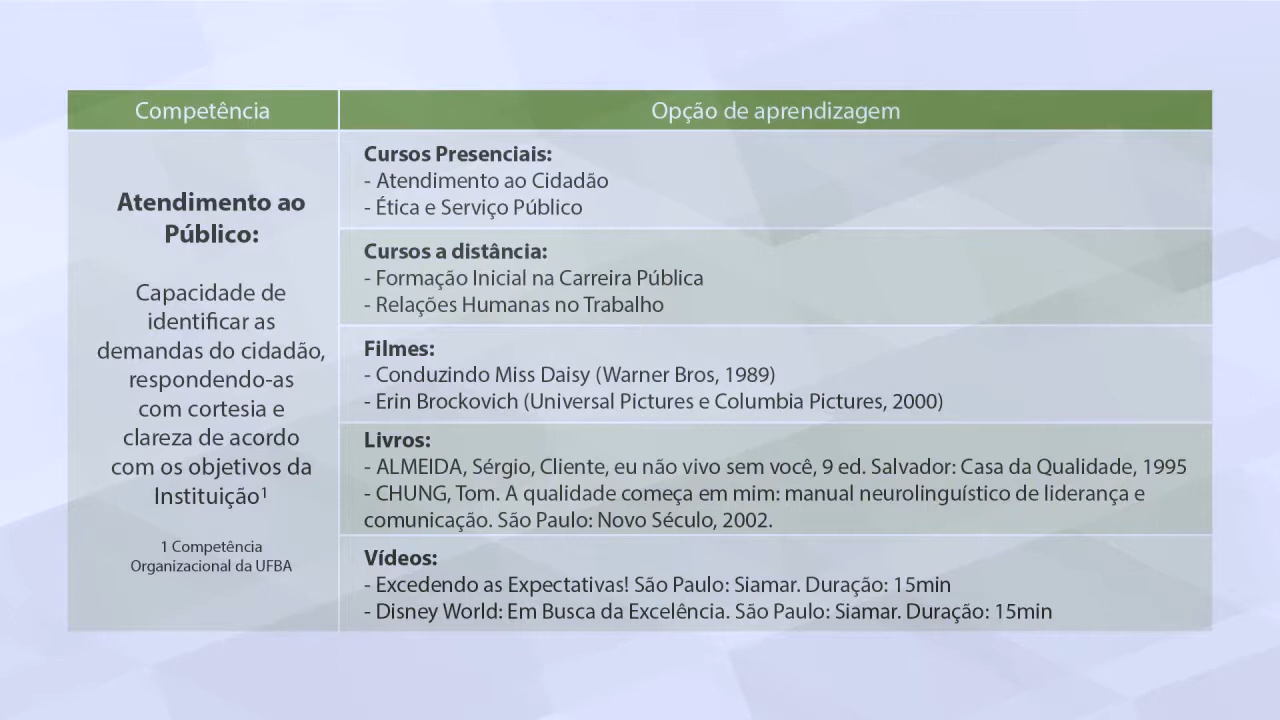 Competência
Opção de aprendizagem
Atendimento ao
Público:
Capacidade de
identificar as
demandas do cidadão,
respondendo-as
com cortesia e
clareza de acordo
com os objetivos da
Instituição¹
1 Competência
Organizacional da UFBA
Cursos Presenciais:
- Atendimento ao Cidadão
- Ética e Serviço Público
Cursos a distância:
- Formação Inicial na Carreira Pública
- Relações Humanas no Trabalho
Filmes:
- Conduzindo Miss Daisy (Warner Bros, 1989)
- Erin Brockovich (Universal Pictures e Columbia Pictures, 2000)
Livros:
- ALMEIDA, Sérgio, Cliente, eu não vivo sem você, 9 ed. Salvador: Casa da Qualidade, 1995
- CHUNG, Tom. A qualidade começa em mim: manual neurolinguístico de liderança e
comunicação. São Paulo: Novo Século, 2002.
Vídeos:
- Excedendo as Expectativas! São Paulo: Siamar. Duração: 15min
- Disney World: Em Busca da Excelência. São Paulo: Siamar. Duração: 15min